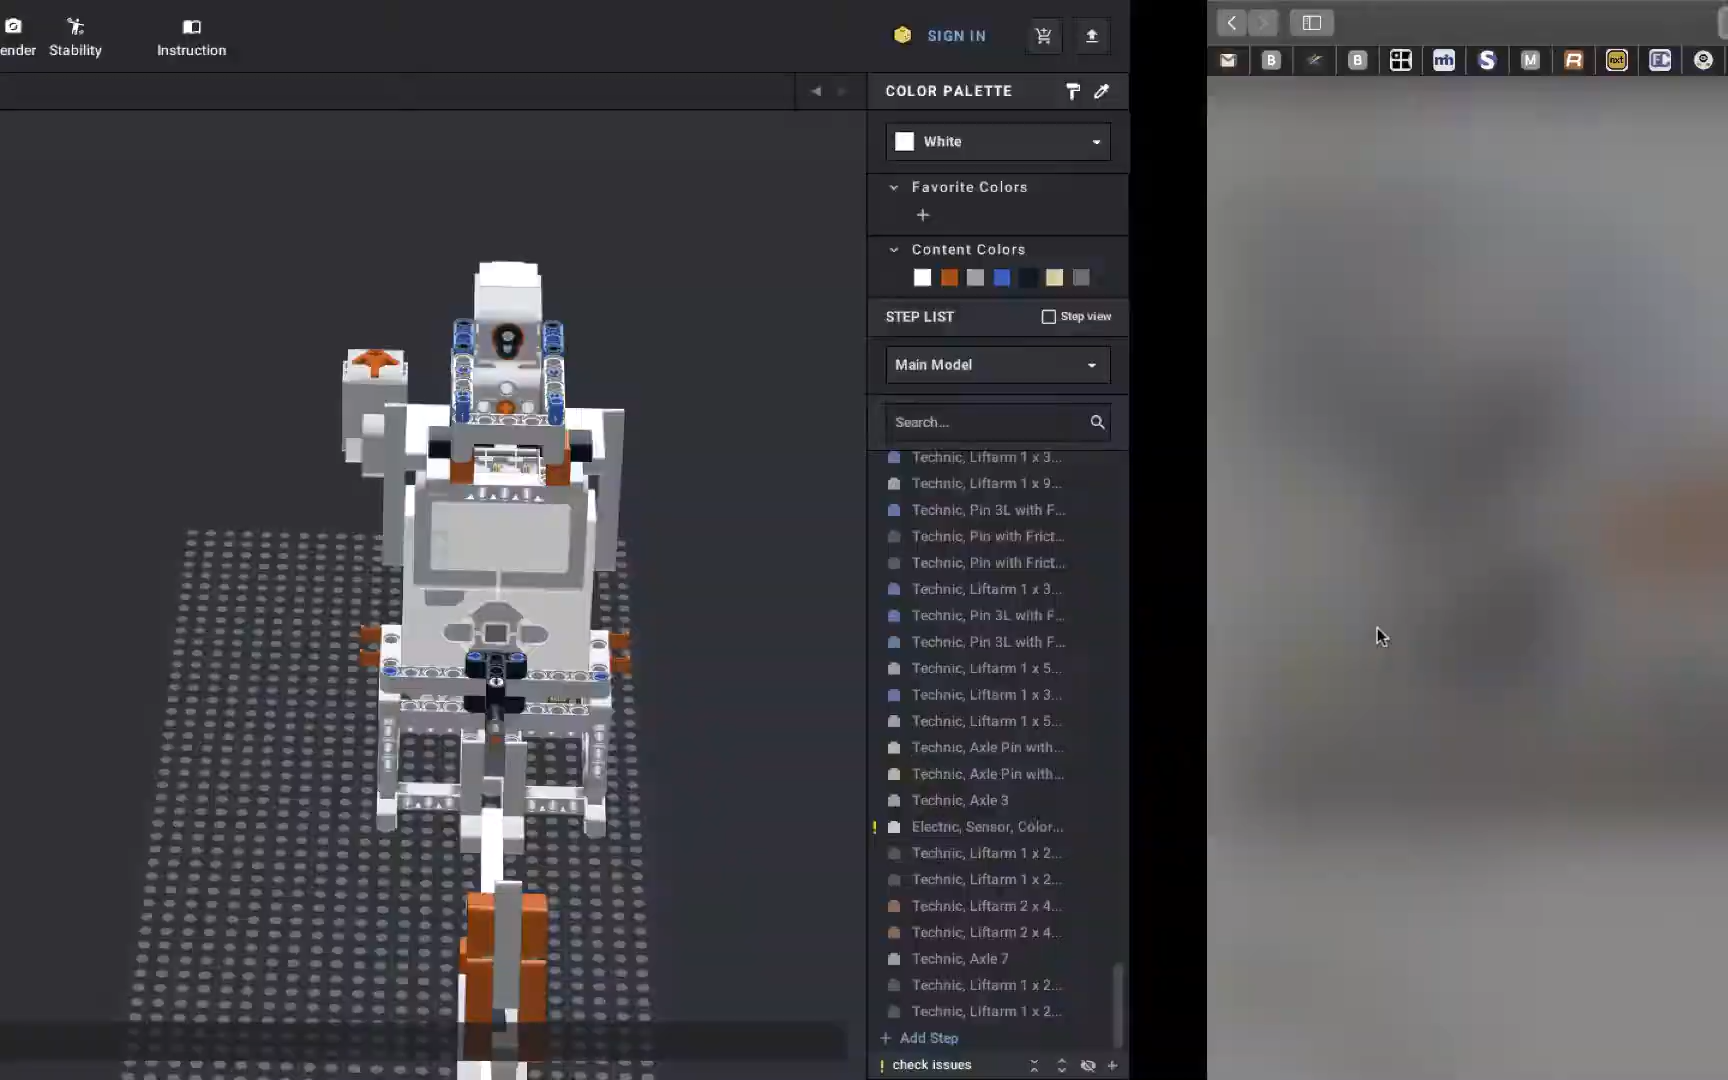 ender
Stability
Instruction
SIGN IN
COLOR PALETTE
White
Favorite Colors
Content Colors
STEP LIST
Step view
Main Model
Search...
Technic, Liftarm 1 x 3...
Technic, Liftarm 1 x 9...
Technic, Pin 3L with F...
Technic, Pin with Frict...
Technic, Pin with Frict...
Technic, Liftarm 1 x 3...
Technic, Pin 3L with F...
Technic, Pin 3L with F...
Technic, Liftarm 1 x 5...
Technic, Liftarm 1 x 3...
Technic, Liftarm 1 x 5...
Technic, Axle Pin with...
Technic, Axle Pin with...
Technic, Axle 3
! Electric, Sensor, Color...
Technic, Liftarm 1 x 2...
Technic, Liftarm 1 x 2...
Technic, Liftarm 2 x 4...
Technic, Liftarm 2 x 4...
Technic, Axle 7
Technic, Liftarm 1 x 2...
Technic, Liftarm 1 x 2...
+ Add Step
! check issues
B
B
mh
S
M
R
nxt
FC